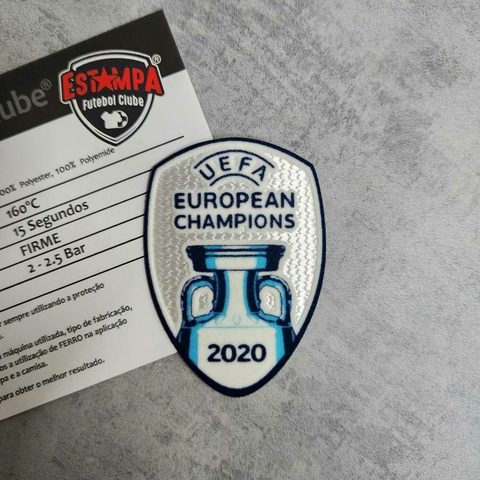 ube®
ESTAMPA®
Futebol Clube
100% Polyester, 100% Polyemide
160°C
15 Segundos
FIRME
2 - 2.5 Bar
sempre utilizando a proteção
máquina utilizada, tipo de fabricação,
os a utilização de FERRO na aplicação
pa e a camisa.
para obter o melhor resultado.
UEFA
EUROPEAN
CHAMPIONS
2020